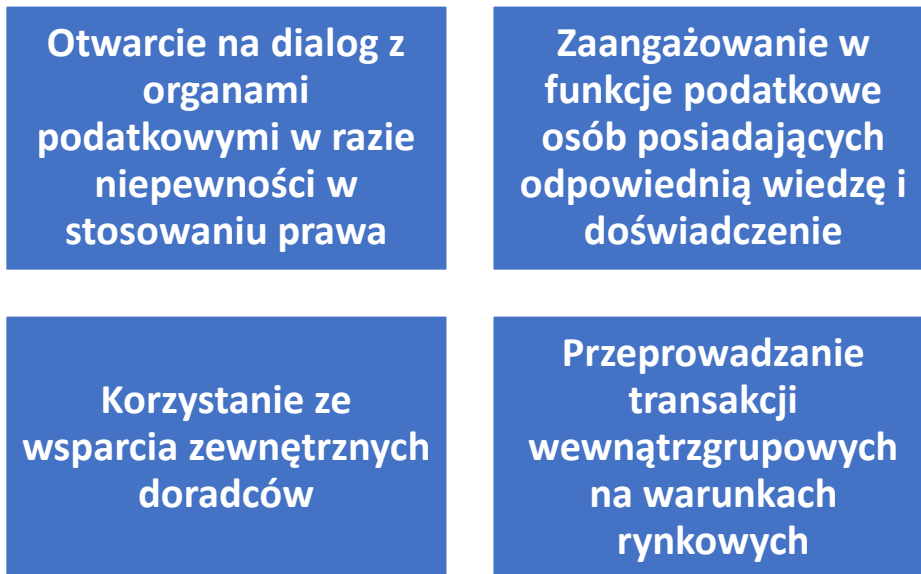 Otwarcie na dialog z
organami
podatkowymi w razie
niepewności w
stosowaniu prawa
Zaangażowanie w
funkcje podatkowe
osób posiadających
odpowiednią wiedzę i
doświadczenie
Korzystanie ze
wsparcia zewnętrznych
doradców
Przeprowadzanie
transakcji
wewnątrzgrupowych
na warunkach
rynkowych